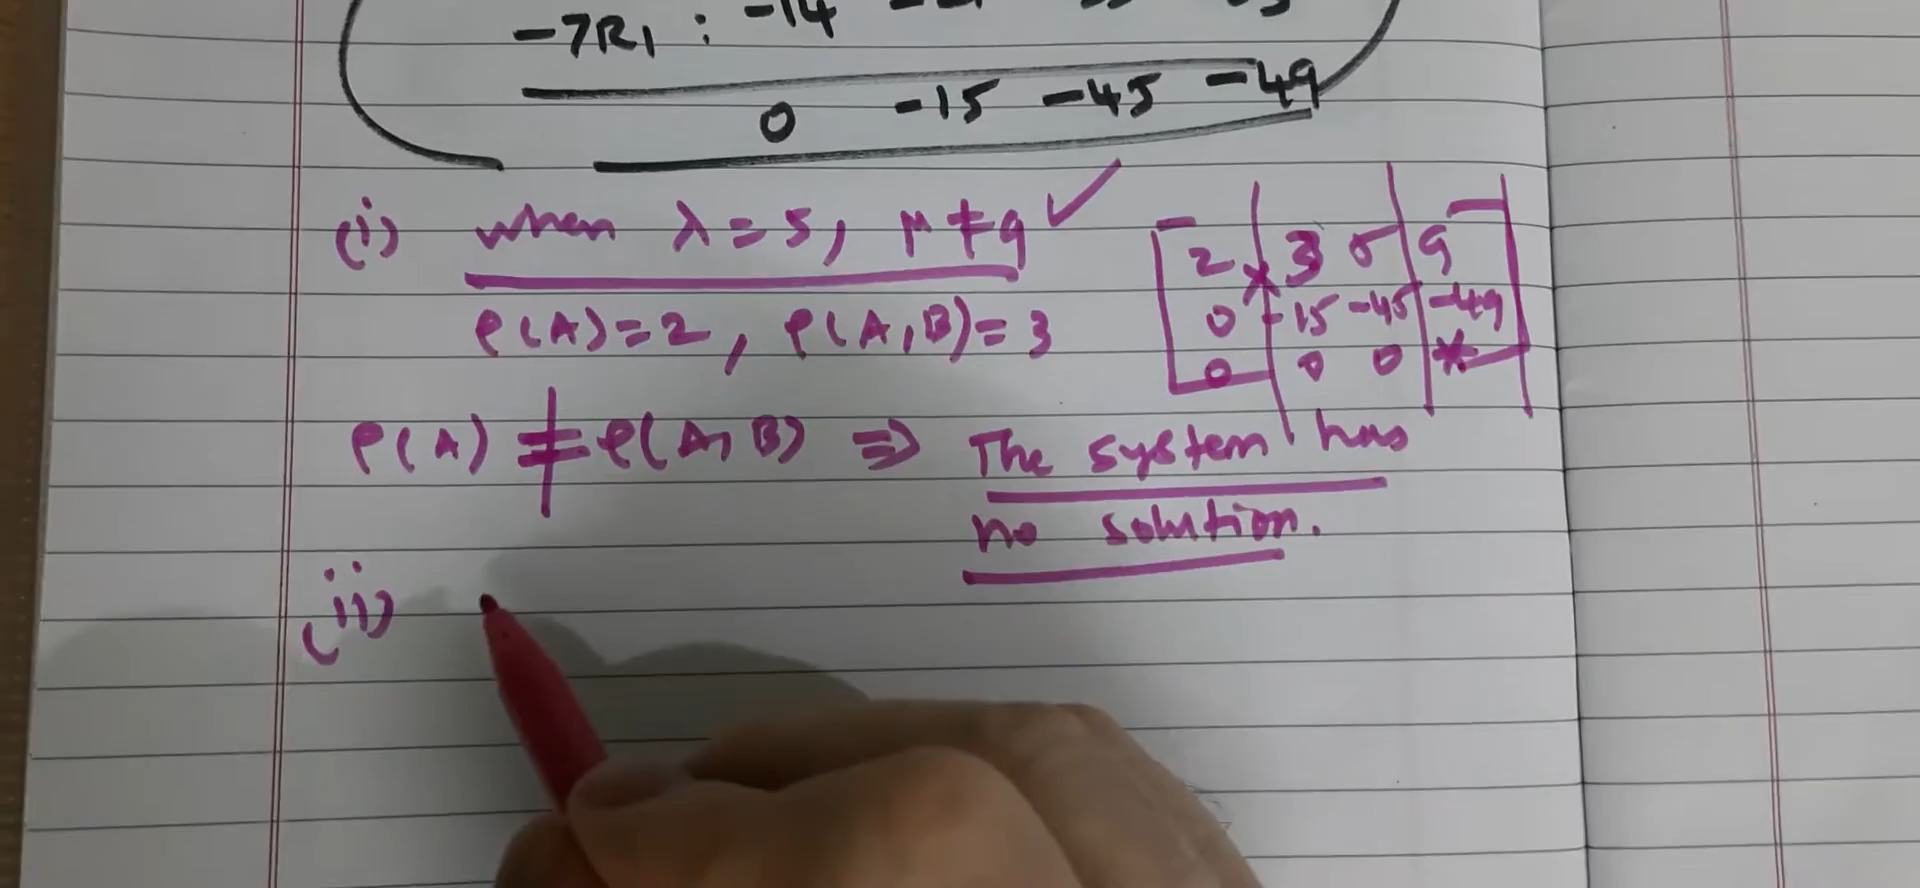 -7R₁ : -14
0 -15 -45 -49
(i) when λ = 5, μ ≠ 9 ✓
ρ(A) = 2, ρ(A, B) = 3
2 3 5 9
0 -15 -45 -49
0 0 0 *
ρ(A) ≠ ρ(A, B) ⇒ The system has
no solution.
(ii)